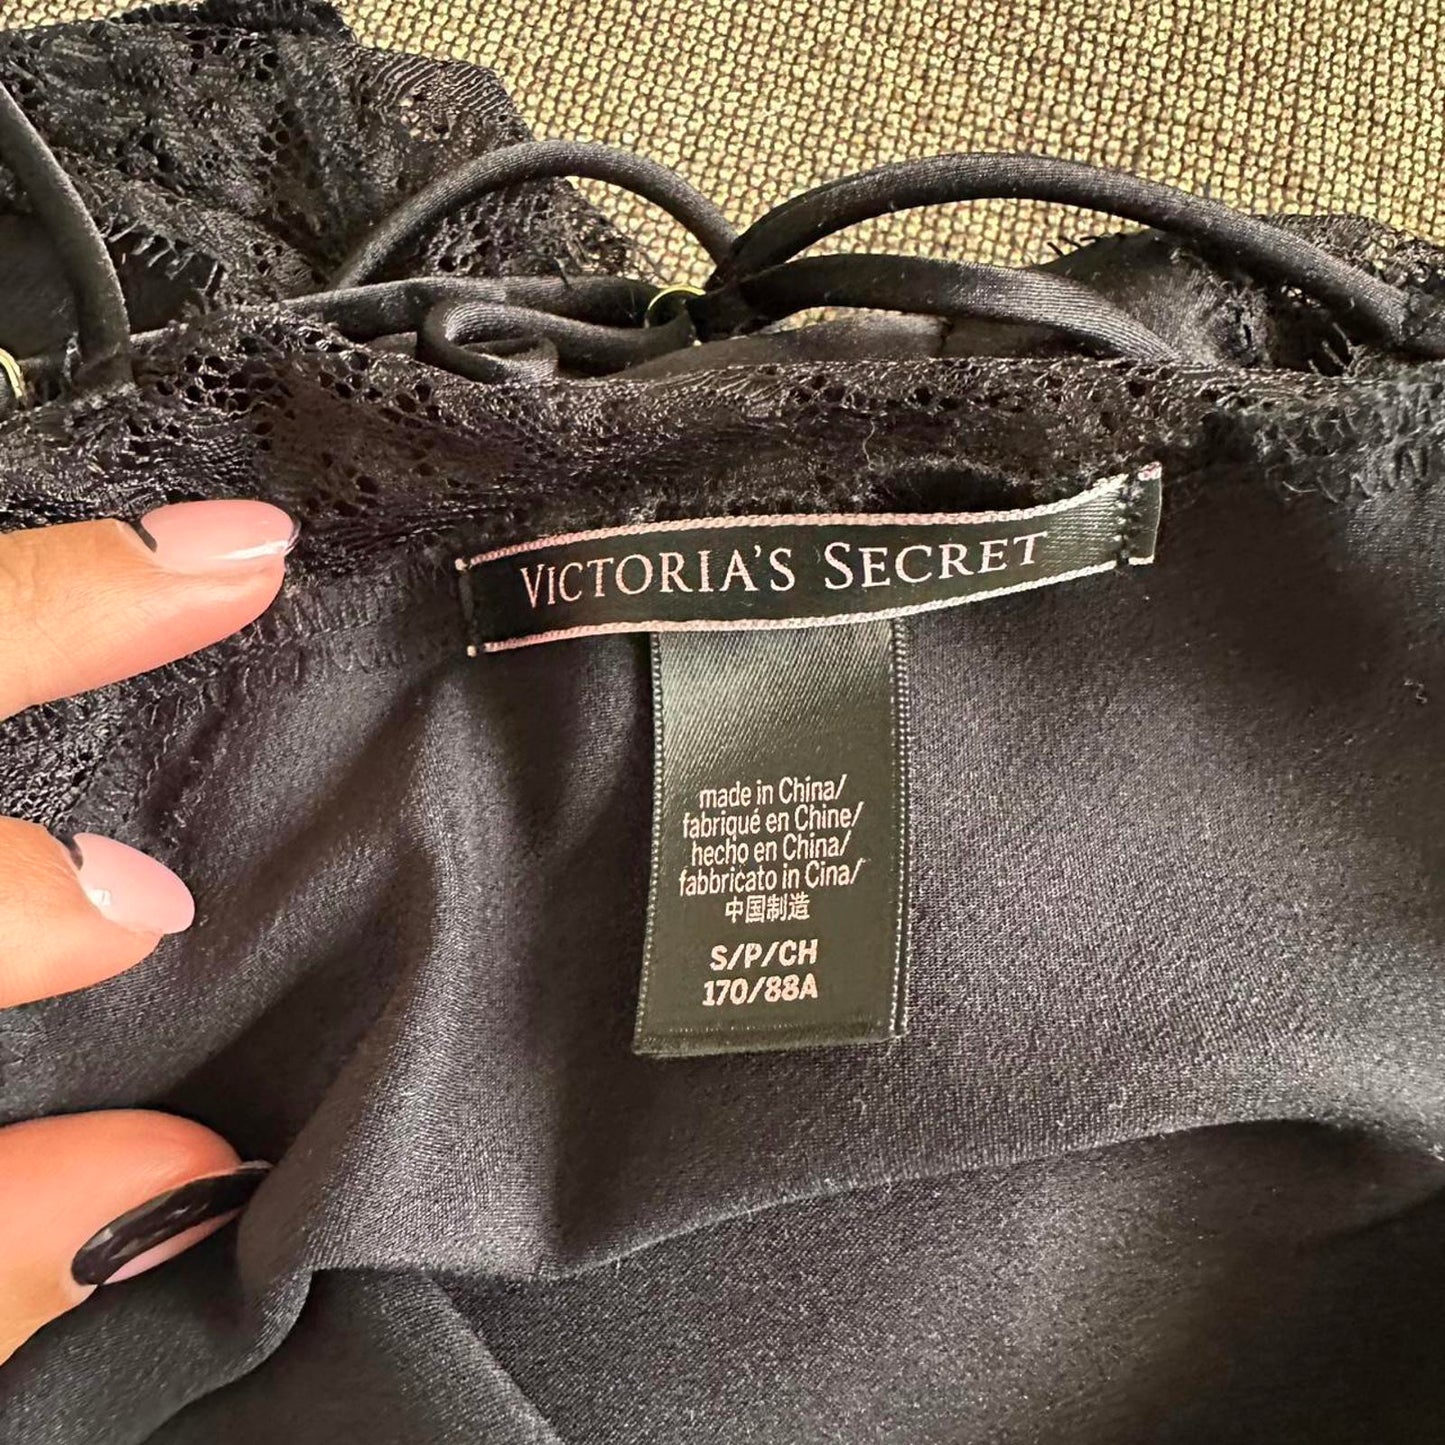 VICTORIA'S SECRET
made in China/
fabriqué en Chine/
hecho en China/
fabbricato in Cina/
中国制造
S/P/CH
170/88A